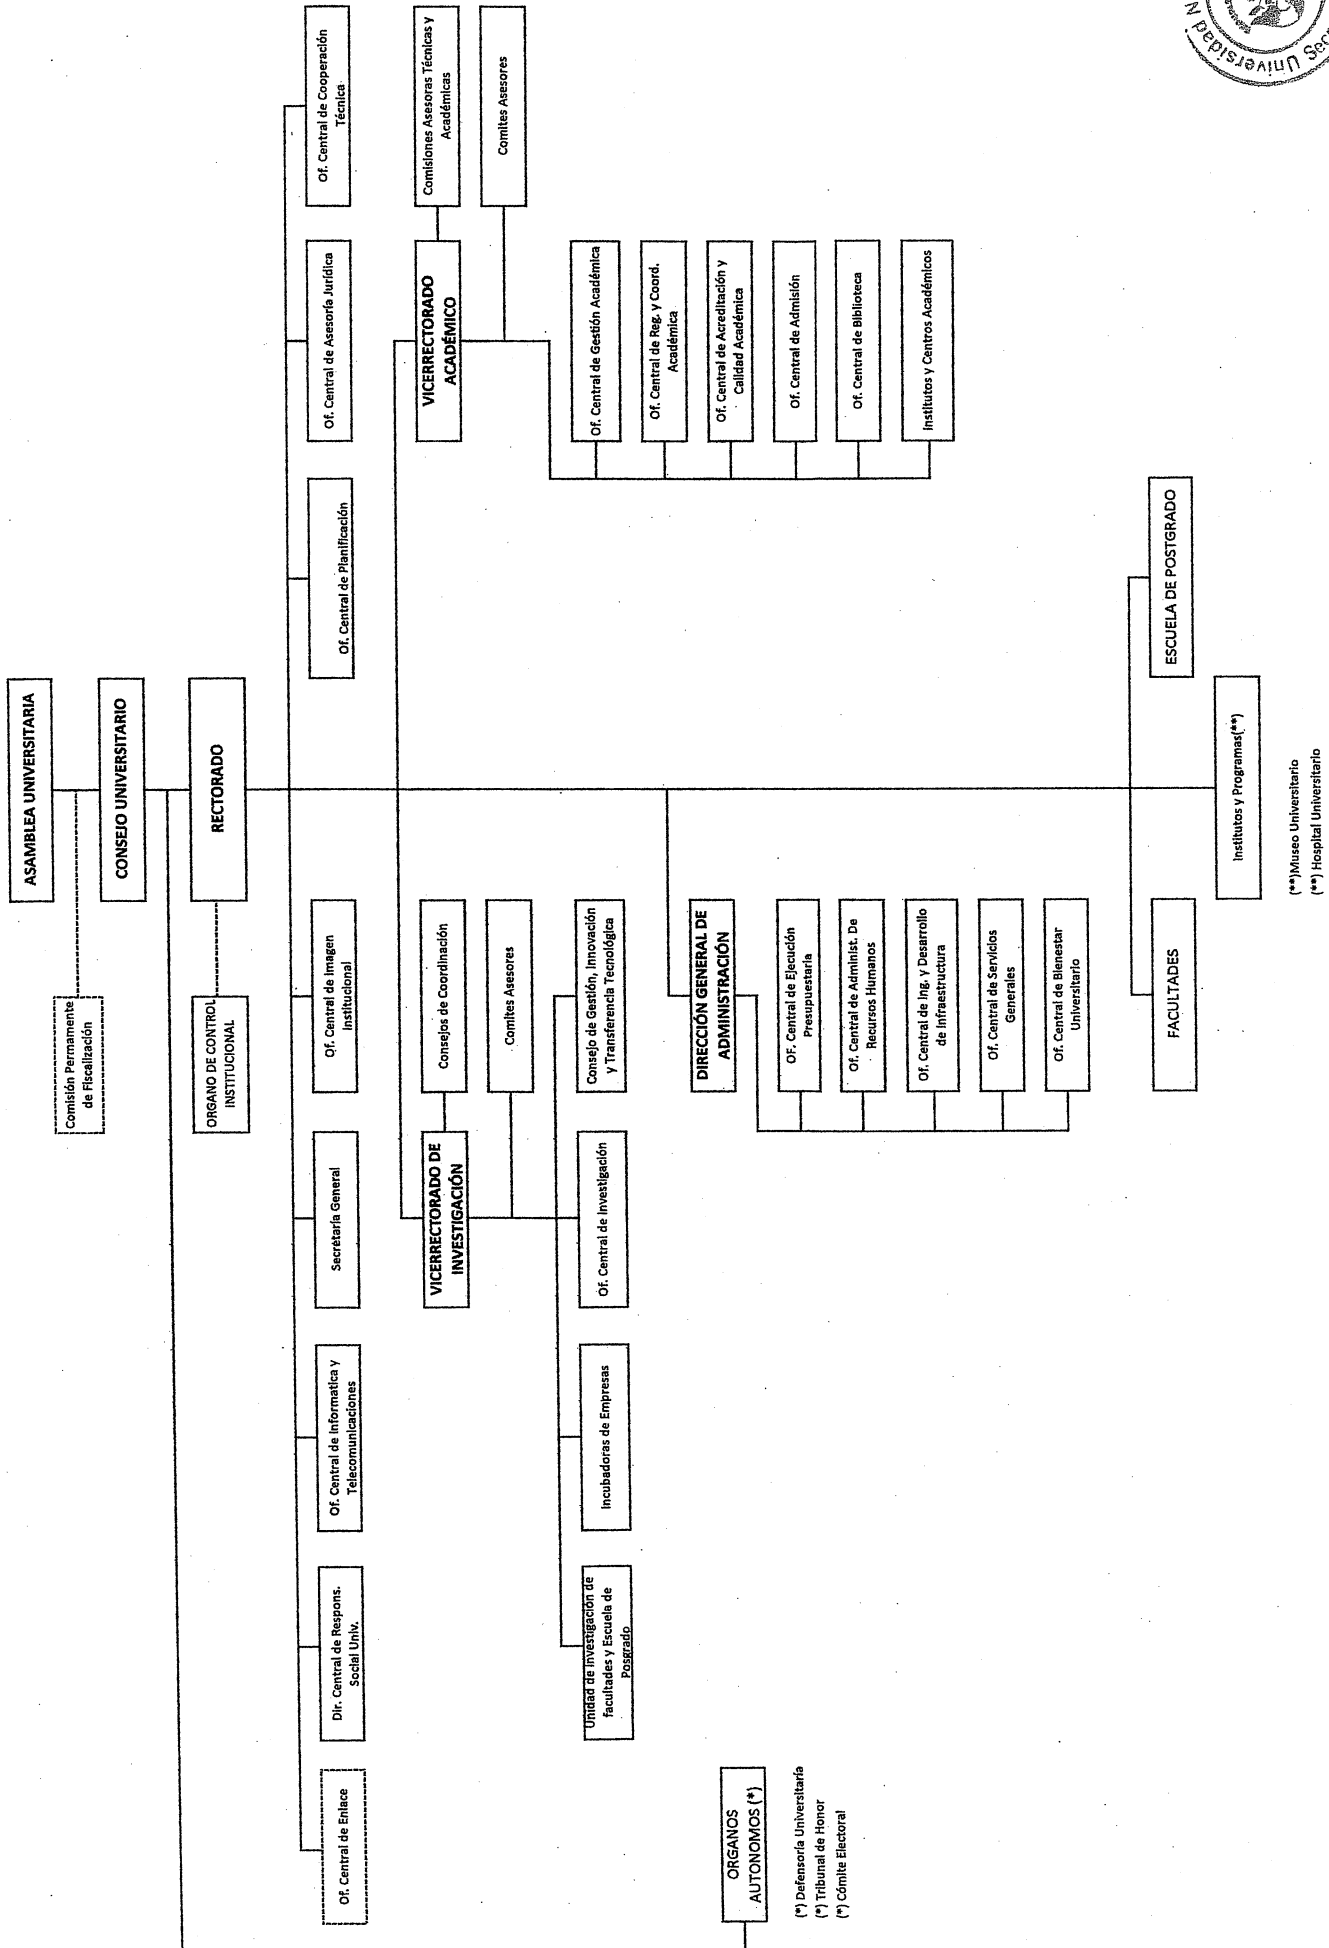 ASAMBLEA UNIVERSITARIA
Comisión Permamente
de Fiscalización
CONSEJO UNIVERSITARIO
ORGANO DE CONTROL
INSTITUCIONAL
RECTORADO
Of. Central de Enlace
Dir. Central de Respons.
Social Univ.
Of. Central de Informatica y
Telecomunicaciones
Secretaría General
Of. Central de Imagen
Institucional
Of. Central de Planificación
Of. Central de Asesoría Jurídica
Of. Central de Cooperación
Técnica
VICERRECTORADO DE
INVESTIGACIÓN
Consejos de Coordinación
Comites Asesores
Unidad de Investigación de
facultades y Escuela de
Posgrado
Incubadoras de Empresas
Of. Central de Investigación
Consejo de Gestión, Innovación
y Transferencia Tecnológica
VICERRECTORADO
ACADÉMICO
Comisiones Asesoras Técnicas y
Académicas
Comites Asesores
Of. Central de Gestión Académica
Of. Central de Reg. y Coord.
Académica
Of. Central de Acreditación y
Calidad Académica
Of. Central de Admisión
Of. Central de Biblioteca
Institutos y Centros Académicos
DIRECCIÓN GENERAL DE
ADMINISTRACIÓN
OF. Central de Ejecución
Presupuestaria
Of. Central de Administ. De
Recursos Humanos
Of. Central de Ing. y Desarrollo
de Infraestructura
Of. Central de Servicios
Generales
Of. Central de Bienestar
Universitario
ORGANOS
AUTONOMOS (*)
(*) Defensoría Universitaría
(*) Tribunal de Honor
(*) Cómite Electoral
FACULTADES
ESCUELA DE POSTGRADO
Institutos y Programas(**)
(**)Museo Universitario
(**) Hospital Universitario
Universidad N